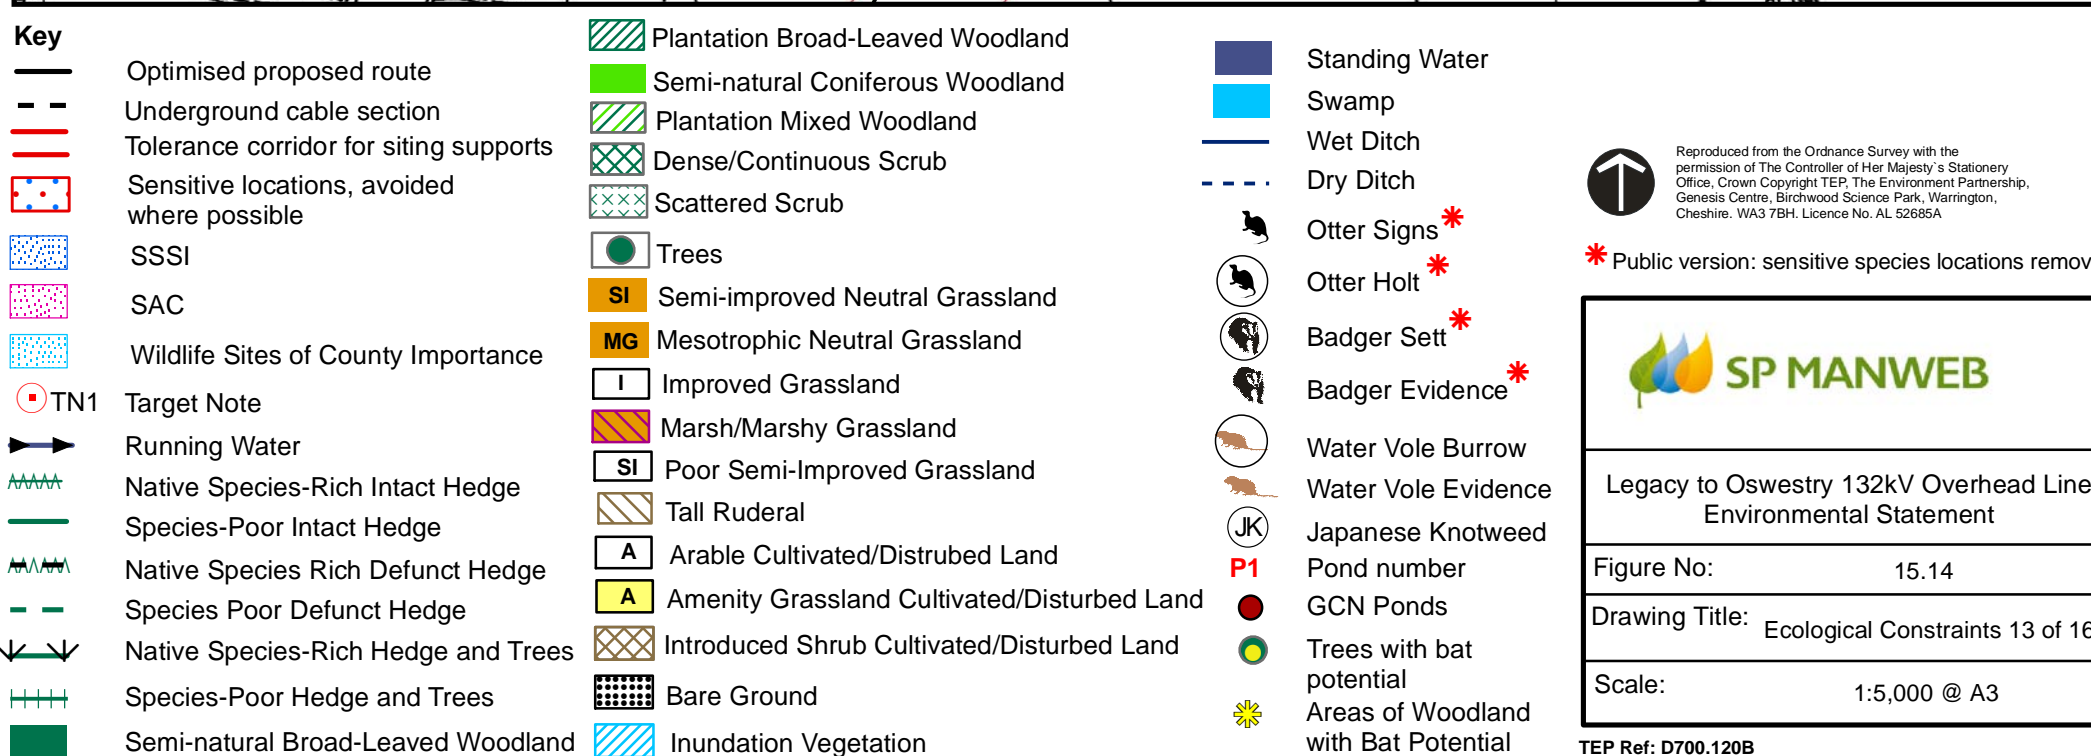 Key
Optimised proposed route
Underground cable section
Tolerance corridor for siting supports
Sensitive locations, avoided
where possible
SSSI
SAC
Wildlife Sites of County Importance
TN1 Target Note
Running Water
Native Species-Rich Intact Hedge
Species-Poor Intact Hedge
Native Species Rich Defunct Hedge
Species Poor Defunct Hedge
Native Species-Rich Hedge and Trees
Species-Poor Hedge and Trees
Semi-natural Broad-Leaved Woodland
Plantation Broad-Leaved Woodland
Semi-natural Coniferous Woodland
Plantation Mixed Woodland
Dense/Continuous Scrub
Scattered Scrub
Trees
SI Semi-improved Neutral Grassland
MG Mesotrophic Neutral Grassland
I Improved Grassland
Marsh/Marshy Grassland
SI Poor Semi-Improved Grassland
Tall Ruderal
A Arable Cultivated/Distrubed Land
A Amenity Grassland Cultivated/Disturbed Land
Introduced Shrub Cultivated/Disturbed Land
Bare Ground
Inundation Vegetation
Standing Water
Swamp
Wet Ditch
Dry Ditch
Otter Signs
Otter Holt
Badger Sett
Badger Evidence
Water Vole Burrow
Water Vole Evidence
JK Japanese Knotweed
P1 Pond number
GCN Ponds
Trees with bat
potential
Areas of Woodland
with Bat Potential
Reproduced from the Ordnance Survey with the
permission of The Controller of Her Majesty`s Stationery
Office, Crown Copyright TEP, The Environment Partnership,
Genesis Centre, Birchwood Science Park, Warrington,
Cheshire. WA3 7BH. Licence No. AL 52685A
Public version: sensitive species locations remov
SP MANWEB
Legacy to Oswestry 132kV Overhead Line
Environmental Statement
Figure No: 15.14
Drawing Title: Ecological Constraints 13 of 16
Scale: 1:5,000 @ A3
TEP Ref: D700.120B